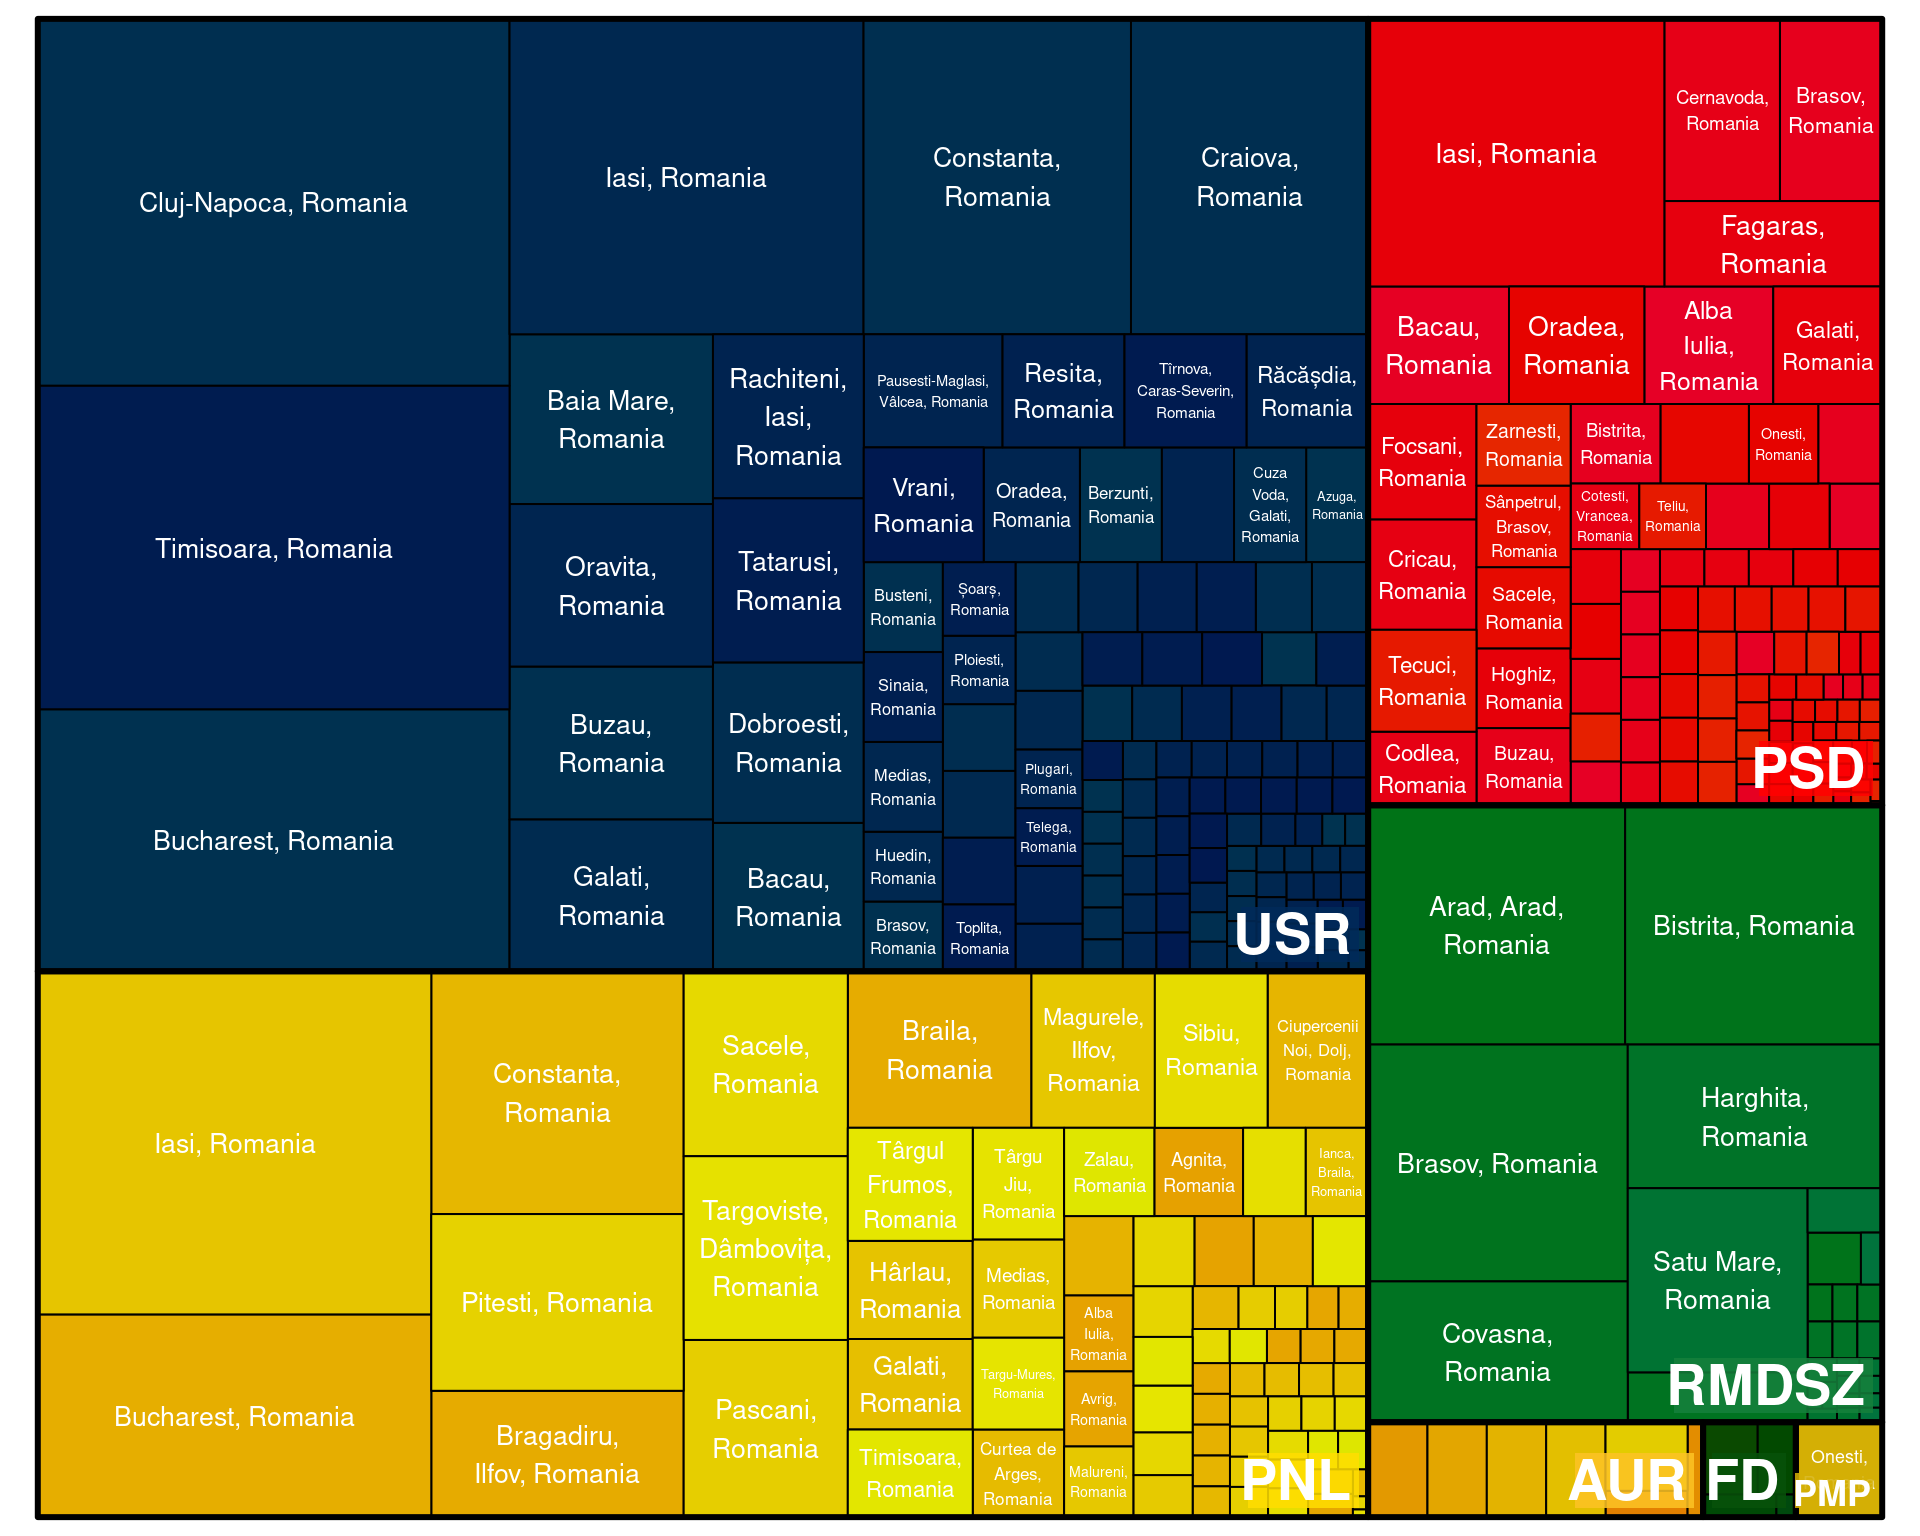 Cluj-Napoca, Romania
Timisoara, Romania
Bucharest, Romania
Iasi, Romania
Constanta,
Romania
Craiova,
Romania
Baia Mare,
Romania
Oravita,
Romania
Buzau,
Romania
Galati,
Romania
Rachiteni,
Iasi,
Romania
Tatarusi,
Romania
Dobroesti,
Romania
Bacau,
Romania
Pausesti-Maglasi,
Vâlcea, Romania
Resita,
Romania
Tîrnova,
Caras-Severin,
Romania
Răcășdia,
Romania
Vrani,
Romania
Oradea,
Romania
Berzunti,
Romania
Cuza
Voda,
Galati,
Romania
Azuga,
Romania
Busteni,
Romania
Sinaia,
Romania
Medias,
Romania
Huedin,
Romania
Brasov,
Romania
Șoarș,
Romania
Ploiesti,
Romania
Toplita,
Romania
Plugari,
Romania
Telega,
Romania
USR
Iasi, Romania
Cernavoda,
Romania
Brasov,
Romania
Fagaras,
Romania
Bacau,
Romania
Oradea,
Romania
Alba
Iulia,
Romania
Galati,
Romania
Focsani,
Romania
Cricau,
Romania
Tecuci,
Romania
Codlea,
Romania
Zarnesti,
Romania
Sânpetrul,
Brasov,
Romania
Sacele,
Romania
Hoghiz,
Romania
Buzau,
Romania
Bistrita,
Romania
Onesti,
Romania
Cotesti,
Vrancea,
Romania
Teliu,
Romania
PSD
Iasi, Romania
Bucharest, Romania
Constanta,
Romania
Pitesti, Romania
Bragadiru,
Ilfov, Romania
Sacele,
Romania
Targoviste,
Dâmbovița,
Romania
Pascani,
Romania
Braila,
Romania
Magurele,
Ilfov,
Romania
Sibiu,
Romania
Ciupercenii
Noi, Dolj,
Romania
Târgul
Frumos,
Romania
Hârlau,
Romania
Galati,
Romania
Timisoara,
Romania
Târgu
Jiu,
Romania
Medias,
Romania
Targu-Mures,
Romania
Curtea de
Arges,
Romania
Zalau,
Romania
Agnita,
Romania
Ianca,
Braila,
Romania
Alba
Iulia,
Romania
Avrig,
Romania
Malureni,
Romania
PNL
Arad, Arad,
Romania
Bistrita, Romania
Brasov, Romania
Harghita,
Romania
Satu Mare,
Romania
Covasna,
Romania
RMDSZ
AUR
FD
Onesti,
PMP